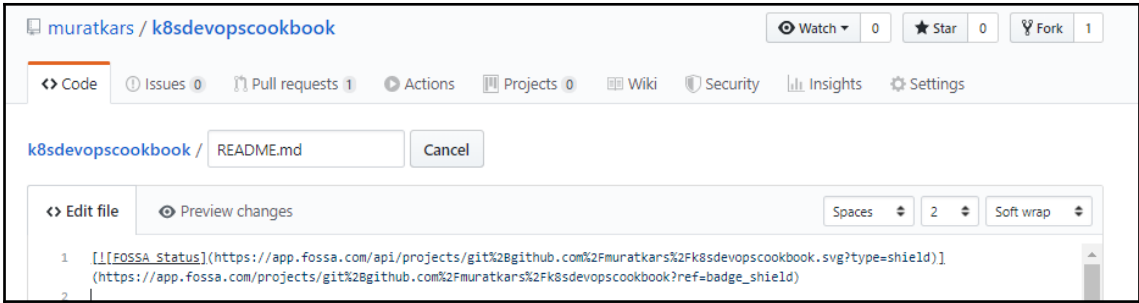 muratkars / k8sdevopscookbook Watch 0 Star 0 Fork 1
Code Issues 0 Pull requests 1 Actions Projects 0 Wiki Security Insights Settings
k8sdevopscookbook / README.md Cancel
Edit file Preview changes Spaces 2 Soft wrap
1 [![FOSSA Status](https://app.fossa.com/api/projects/git%2Bgithub.com%2Fmuratkars%2Fk8sdevopscookbook.svg?type=shield)]
(https://app.fossa.com/projects/git%2Bgithub.com%2Fmuratkars%2Fk8sdevopscookbook?ref=badge_shield)
2